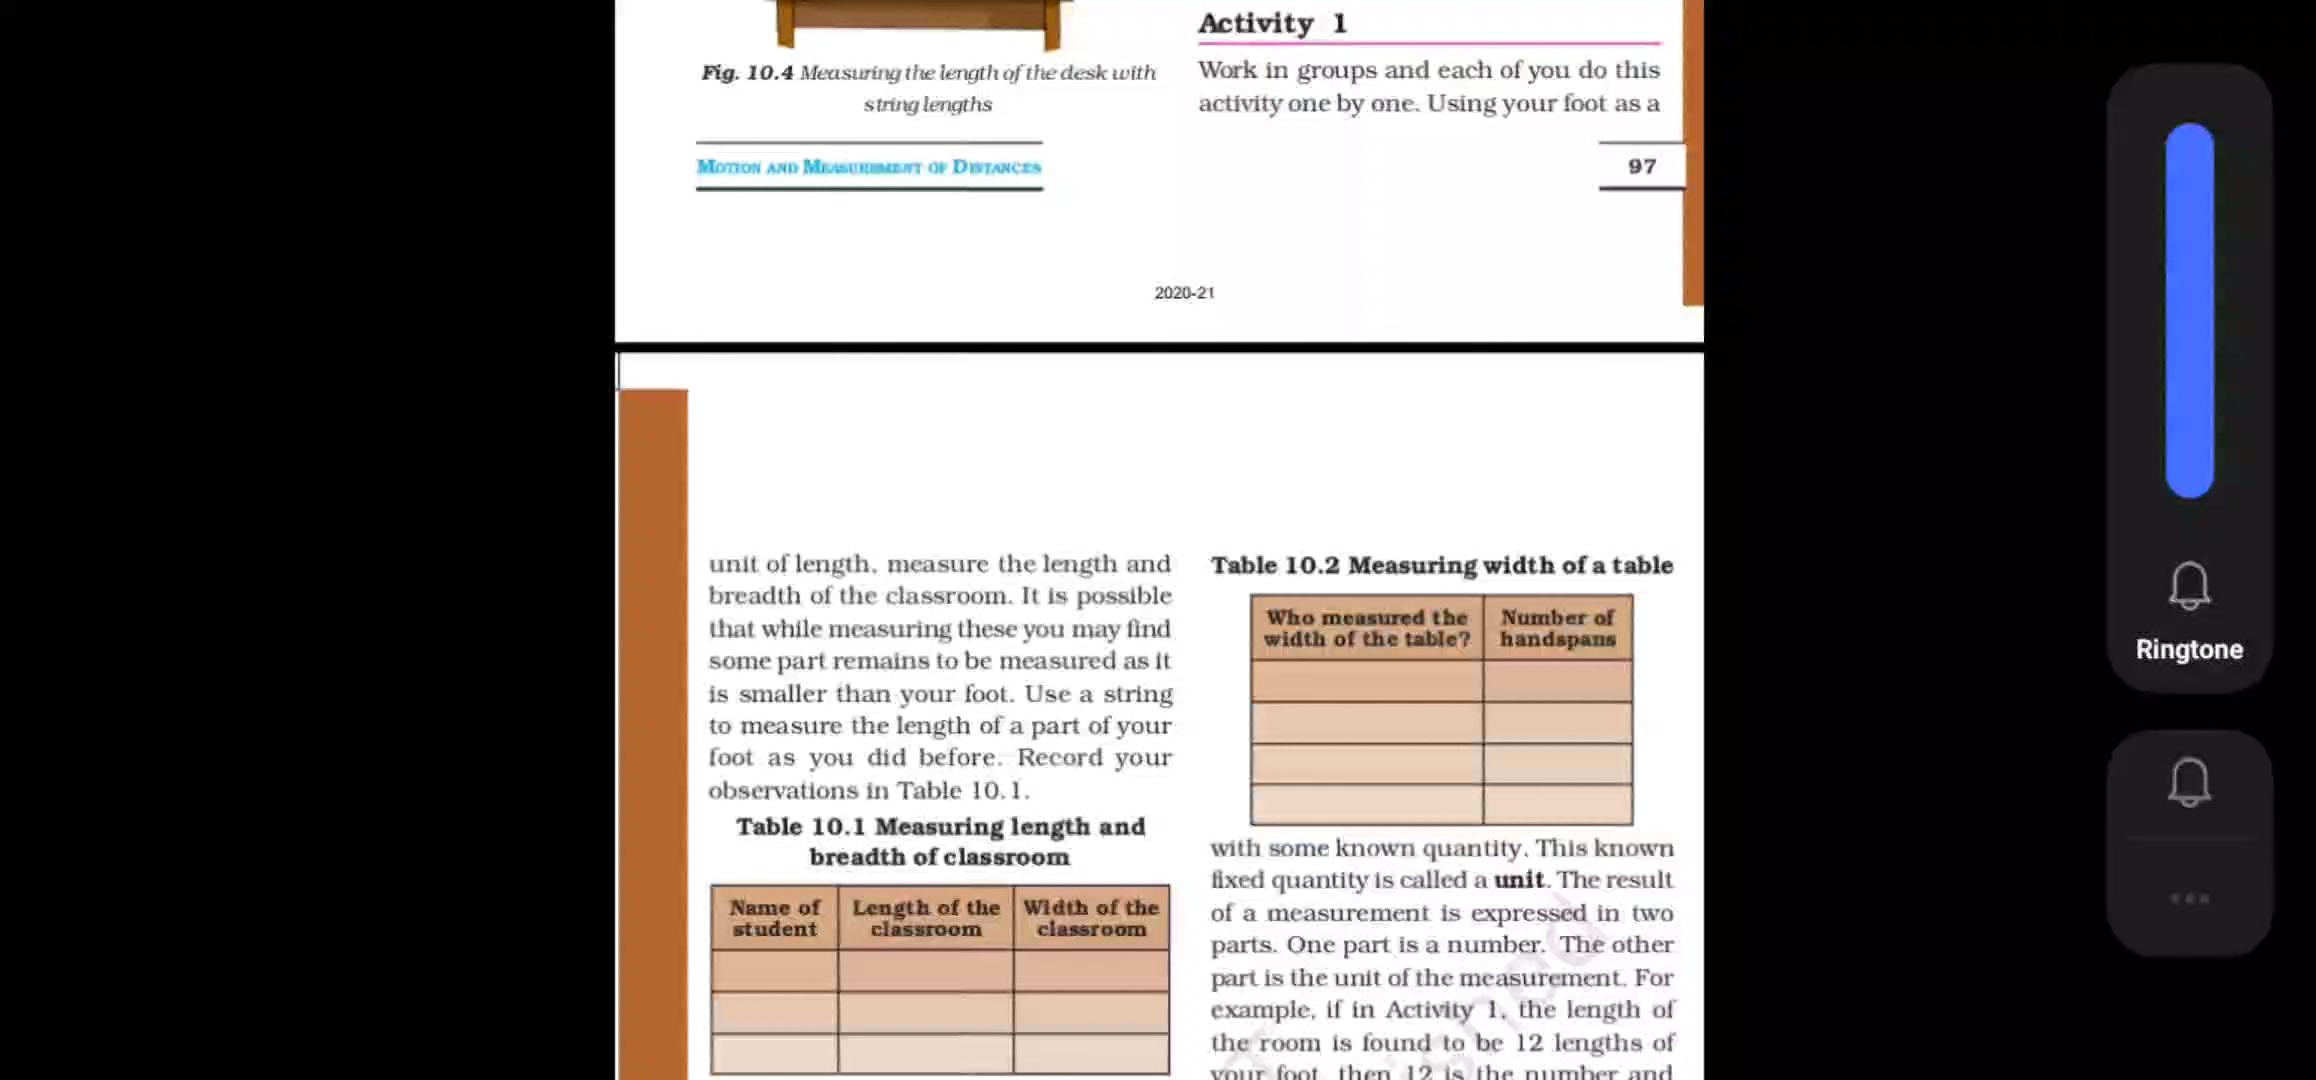 Fig. 10.4 Measuring the length of the desk with
string lengths
Activity 1
Work in groups and each of you do this
activity one by one. Using your foot as a
MOTION AND MEASUREMENT OF DISTANCES
97
2020-21
unit of length, measure the length and
breadth of the classroom. It is possible
that while measuring these you may find
some part remains to be measured as it
is smaller than your foot. Use a string
to measure the length of a part of your
foot as you did before. Record your
observations in Table 10.1.
Table 10.1 Measuring length and
breadth of classroom
Name of student
Length of the classroom
Width of the classroom
Table 10.2 Measuring width of a table
Who measured the width of the table?
Number of handspans
with some known quantity. This known
fixed quantity is called a unit. The result
of a measurement is expressed in two
parts. One part is a number. The other
part is the unit of the measurement. For
example, if in Activity 1, the length of
the room is found to be 12 lengths of
your foot, then 12 is the number and
Ringtone